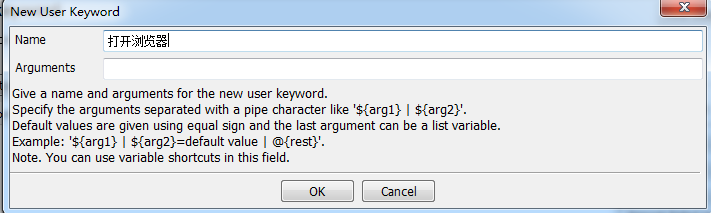 New User Keyword
Name
打开浏览器
Arguments
Give a name and arguments for the new user keyword.
Specify the arguments separated with a pipe character like '${arg1} | ${arg2}'.
Default values are given using equal sign and the last argument can be a list variable.
Example: '${arg1} | ${arg2}=default value | @{rest}'.
Note. You can use variable shortcuts in this field.
OK
Cancel